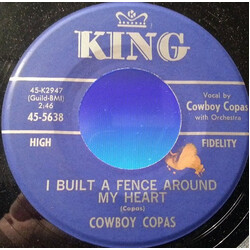 KING
45-K2947
(Guild-BMI)
2:46
45-5638
Vocal by
Cowboy Copas
with Orchestra
HIGH
FIDELITY
I BUILT A FENCE AROUND
MY HEART
(Copas)
COWBOY COPAS